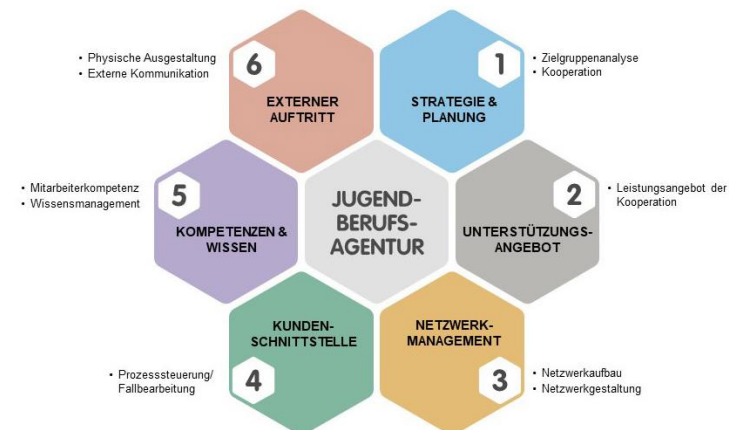 JUGEND-
BERUFS-
AGENTUR
1
STRATEGIE &
PLANUNG
• Zielgruppenanalyse
• Kooperation
2
UNTERSTÜTZUNGS-
ANGEBOT
• Leistungsangebot der
Kooperation
3
NETZWERK-
MANAGEMENT
• Netzwerkaufbau
• Netzwerkgestaltung
4
KUNDEN-
SCHNITTSTELLE
• Prozesssteuerung/
Fallbearbeitung
5
KOMPETENZEN &
WISSEN
• Mitarbeiterkompetenz
• Wissensmanagement
6
EXTERNER
AUFTRITT
• Physische Ausgestaltung
• Externe Kommunikation